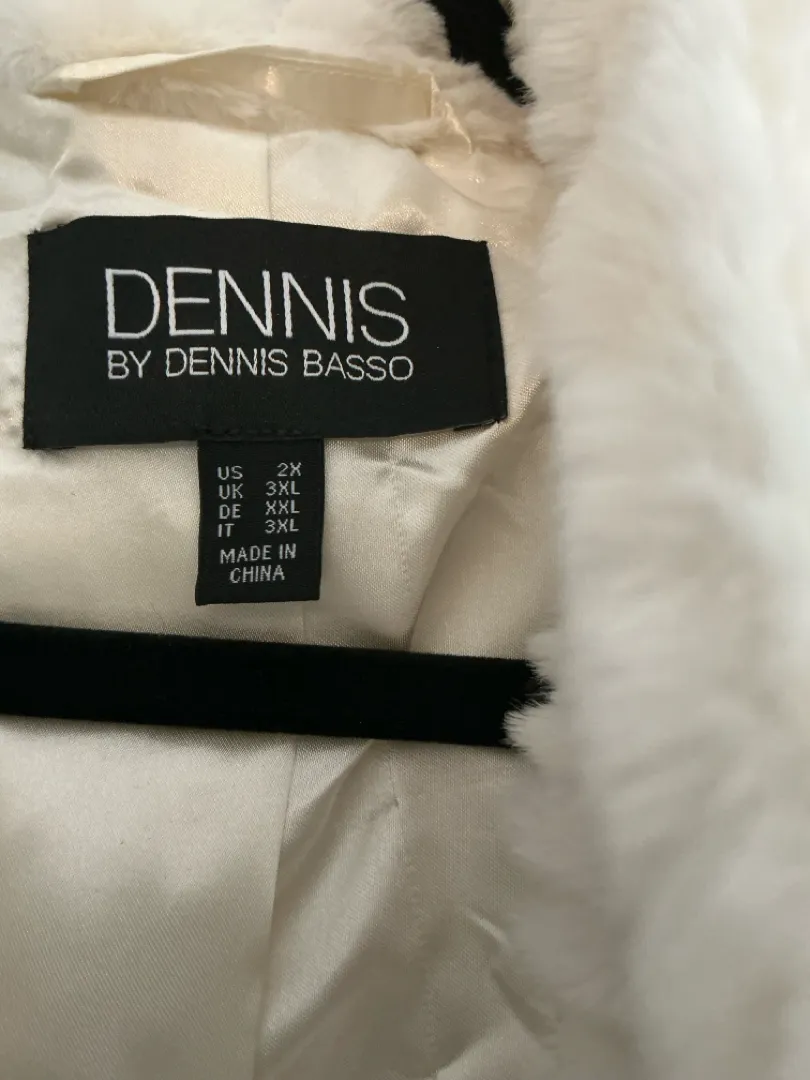 DENNIS
BY DENNIS BASSO
US 2X
UK 3XL
DE XXL
IT 3XL
MADE IN
CHINA